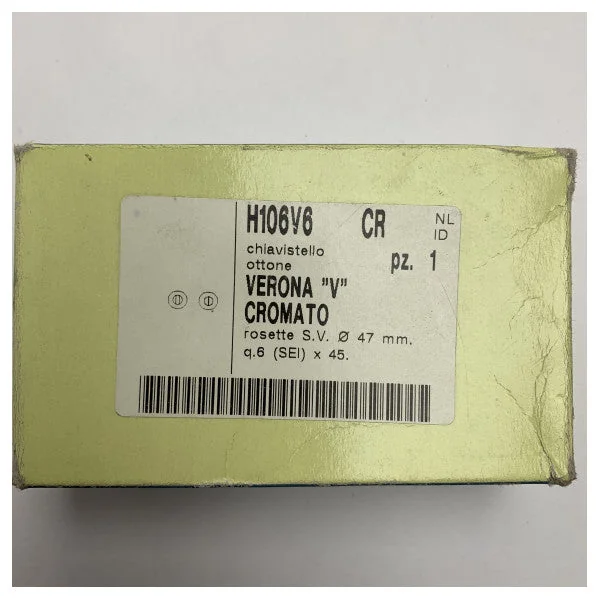 H106V6 CR NL
ID
chiavistello
ottone pz. 1
VERONA "V"
CROMATO
rosette S.V. Ø 47 mm.
q.6 (SEI) x 45.